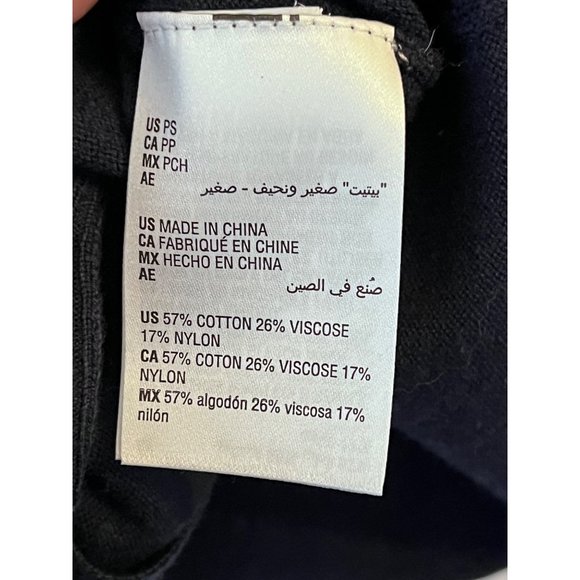 US PS
CA PP
MX PCH
AE "بيتيت" صغير ونحيف - صغير
US MADE IN CHINA
CA FABRIQUÉ EN CHINE
MX HECHO EN CHINA
AE صُنع في الصين
US 57% COTTON 26% VISCOSE
17% NYLON
CA 57% COTON 26% VISCOSE 17%
NYLON
MX 57% algodón 26% viscosa 17%
nilón